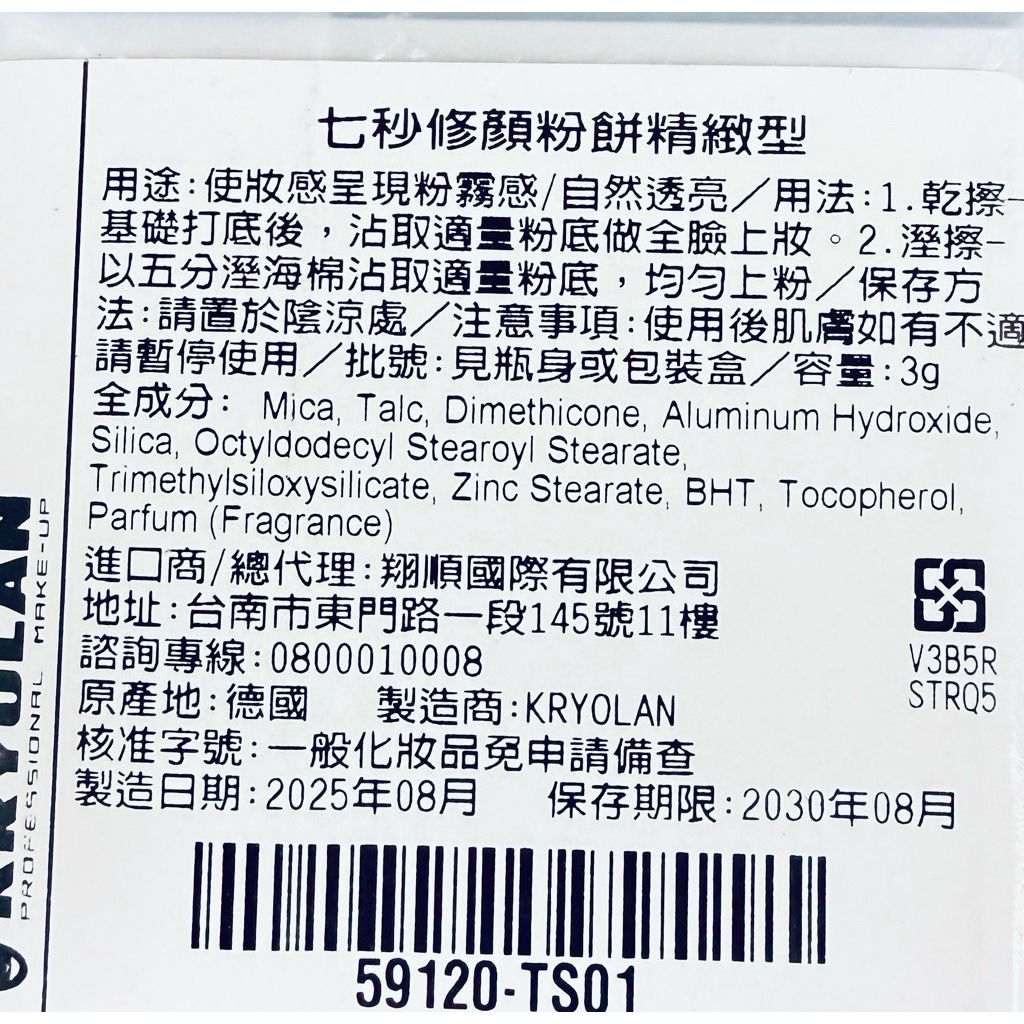 七秒修顏粉餅精緻型
用途:使妝感呈現粉霧感/自然透亮／用法:1.乾擦-
基礎打底後，沾取適量粉底做全臉上妝。2.溼擦-
以五分溼海棉沾取適量粉底，均勻上粉／保存方
法:請置於陰涼處／注意事項:使用後肌膚如有不適
請暫停使用／批號:見瓶身或包裝盒／容量:3g
全成分: Mica, Talc, Dimethicone, Aluminum Hydroxide,
Silica, Octyldodecyl Stearoyl Stearate,
Trimethylsiloxysilicate, Zinc Stearate, BHT, Tocopherol,
Parfum (Fragrance)
進口商/總代理:翔順國際有限公司
地址:台南市東門路一段145號11樓
諮詢專線:0800010008
原產地:德國 製造商:KRYOLAN
核准字號:一般化妝品免申請備查
製造日期:2025年08月 保存期限:2030年08月
V3B5R
STRQ5
59120-TS01
KRYOLAN
PROFESSIONAL MAKE-UP